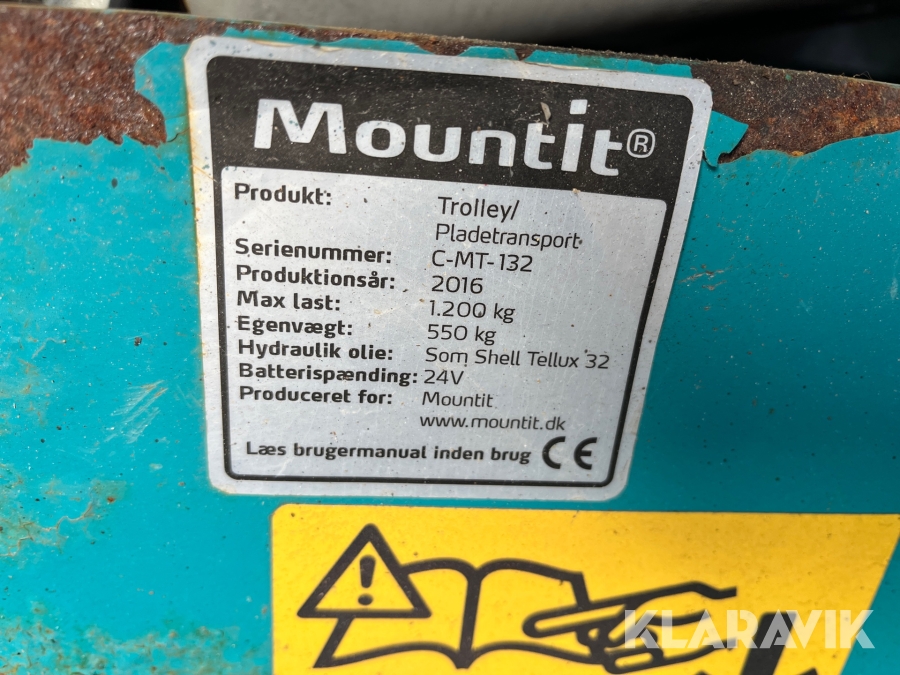 Mountit®
Produkt: Trolley/
Pladetransport
Serienummer: C-MT-132
Produktionsår: 2016
Max last: 1.200 kg
Egenvægt: 550 kg
Hydraulik olie: Som Shell Tellux 32
Batterispænding: 24V
Produceret for: Mountit
www.mountit.dk
Læs brugermanual inden brug CE
KLARAVIK